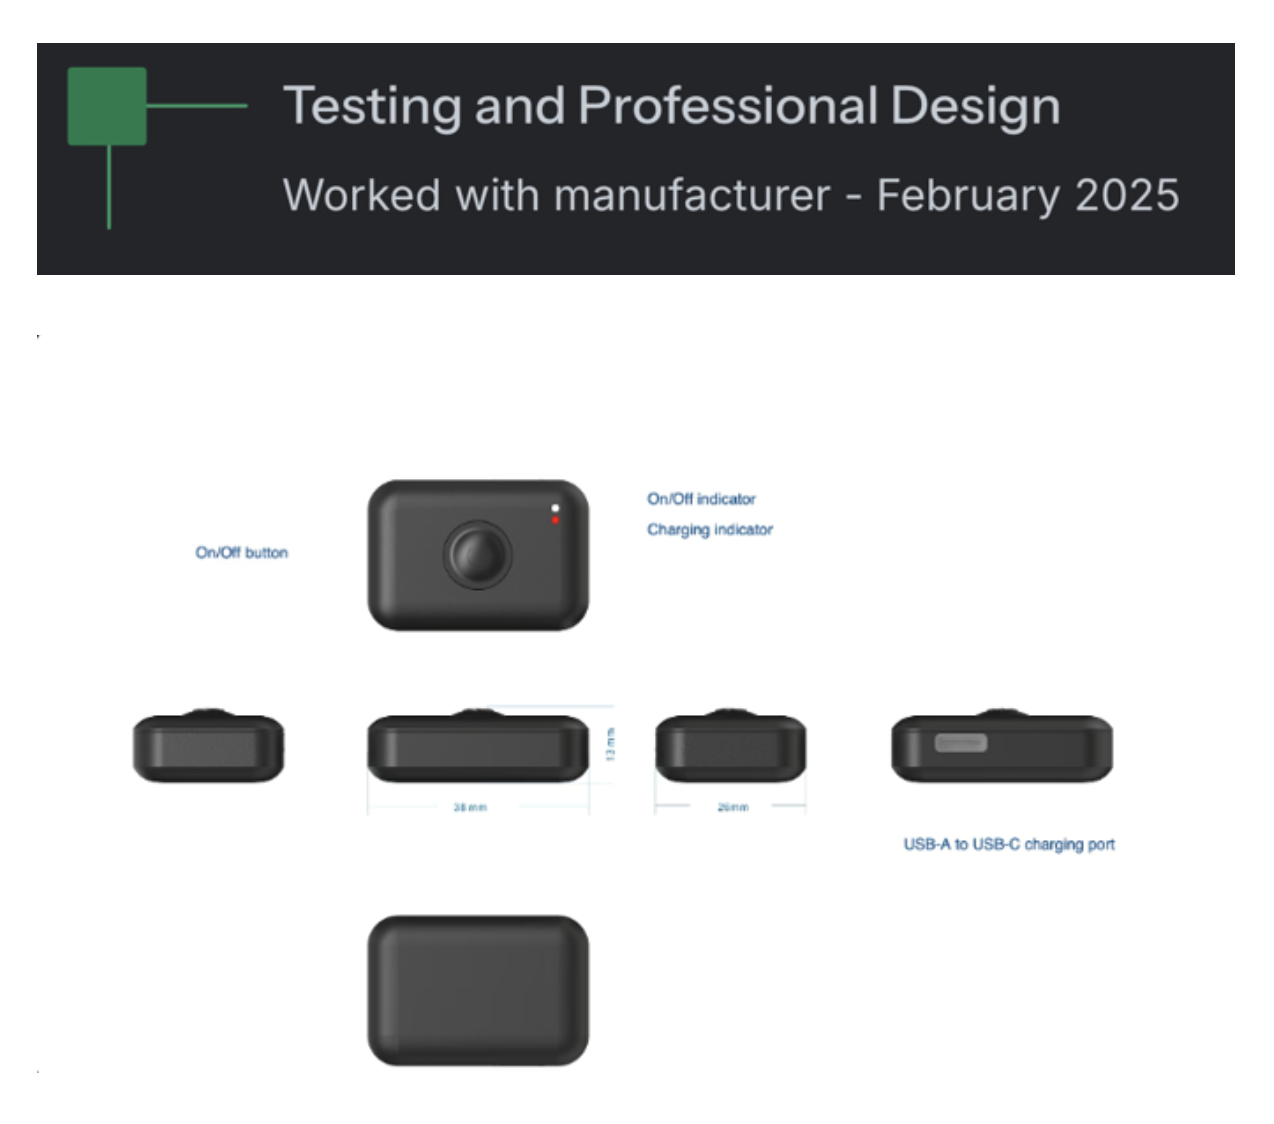 Testing and Professional Design
Worked with manufacturer - February 2025
On/Off indicator
Charging indicator
On/Off button
13 mm
38 mm
26mm
USB-A to USB-C charging port